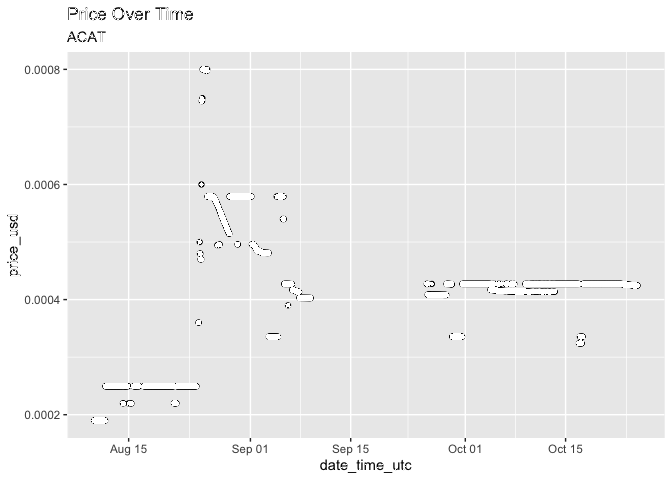 Price Over Time
ACAT
0.0008
0.0006
0.0004
0.0002
price_usd
Aug 15
Sep 01
Sep 15
Oct 01
Oct 15
date_time_utc